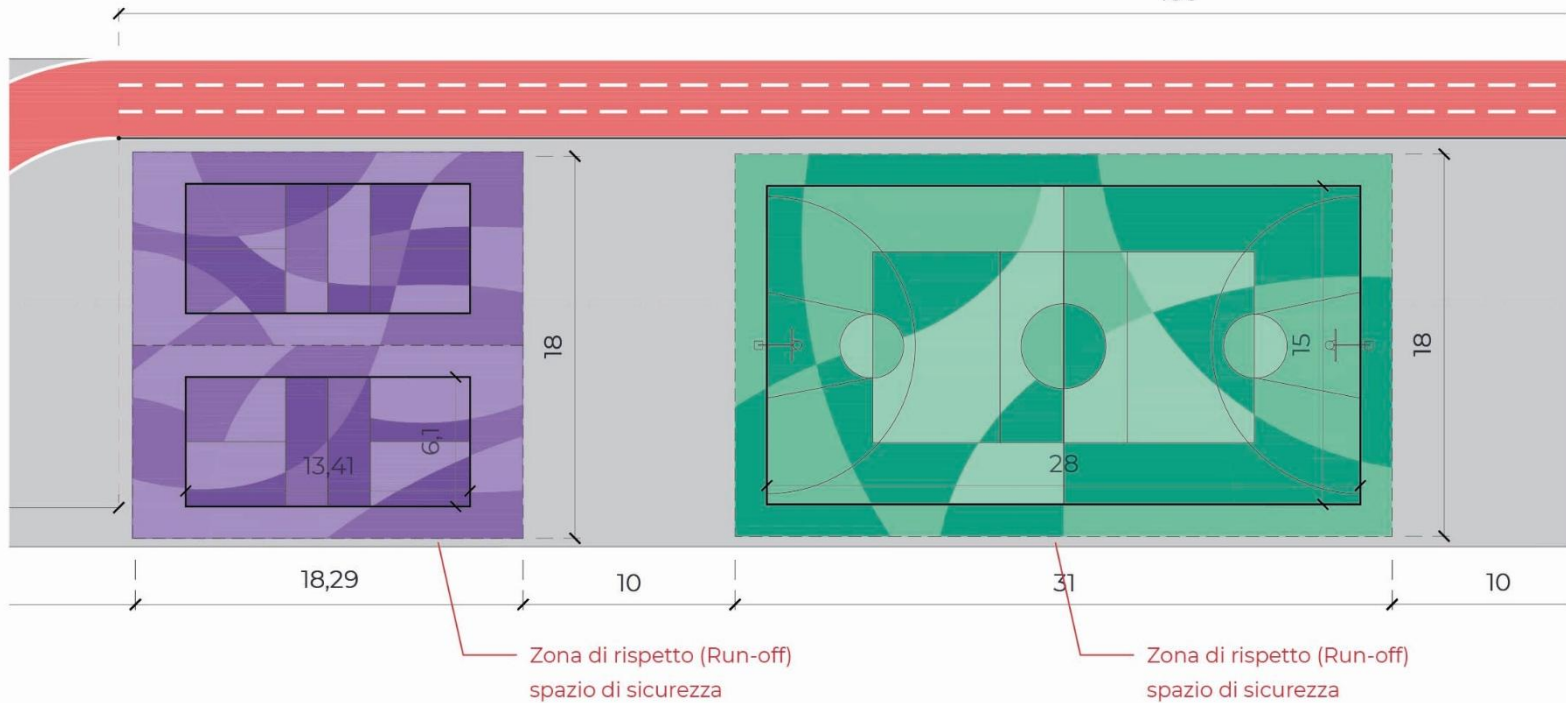 18
15
18
6,1
13,41
28
18,29
10
31
10
Zona di rispetto (Run-off)
spazio di sicurezza
Zona di rispetto (Run-off)
spazio di sicurezza